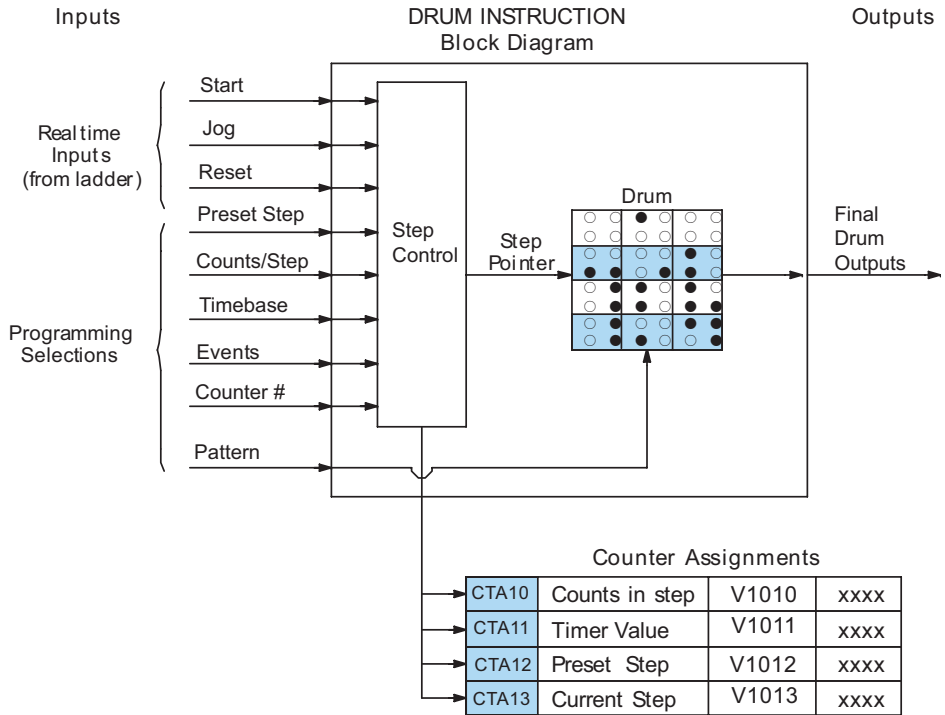 Inputs
DRUM INSTRUCTION
Block Diagram
Outputs
Real time
Inputs
(from ladder)
Start
Jog
Reset
Programming
Selections
Preset Step
Counts/Step
Timebase
Events
Counter #
Pattern
Step
Control
Step
Pointer
Drum
Final
Drum
Outputs
Counter Assignments
CTA10 Counts in step V1010 xxxx
CTA11 Timer Value V1011 xxxx
CTA12 Preset Step V1012 xxxx
CTA13 Current Step V1013 xxxx